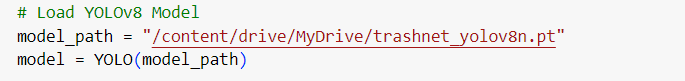 # Load YOLOv8 Model
model_path = "/content/drive/MyDrive/trashnet_yolov8n.pt"
model = YOLO(model_path)